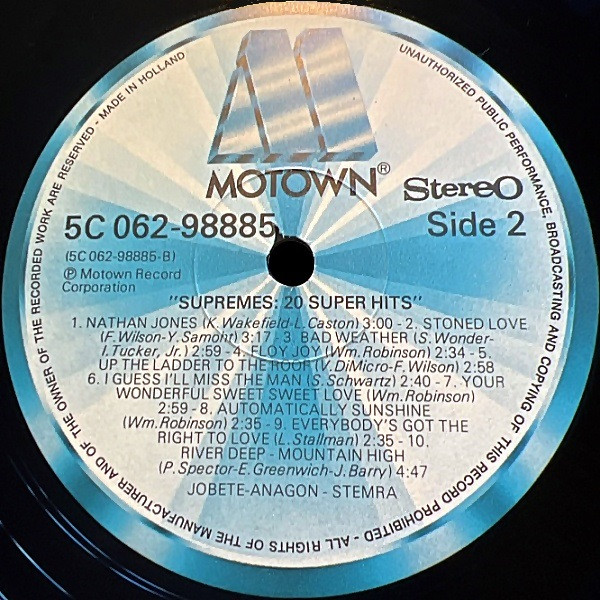 MOTOWN®
Stereo
5C 062-98885
Side 2
(5C 062-98885-B)
℗ Motown Record
Corporation
"SUPREMES: 20 SUPER HITS"
1. NATHAN JONES (K. Wakefield-L. Caston) 3:00 - 2. STONED LOVE
(F. Wilson-Y. Samoht) 3:17 - 3. BAD WEATHER (S. Wonder-
I. Tucker, Jr.) 2:59 - 4. FLOY JOY (Wm. Robinson) 2:34 - 5.
UP THE LADDER TO THE ROOF (V. DiMirco-F. Wilson) 2:58
6. I GUESS I'LL MISS THE MAN (S. Schwartz) 2:40 - 7. YOUR
WONDERFUL SWEET SWEET LOVE (Wm. Robinson)
2:59 - 8. AUTOMATICALLY SUNSHINE
(Wm. Robinson) 2:35 - 9. EVERYBODY'S GOT THE
RIGHT TO LOVE (L. Stallman) 2:35 - 10.
RIVER DEEP - MOUNTAIN HIGH
(P. Spector-E. Greenwich-J. Barry) 4:47
JOBETE-ANAGON - STEMRA
UNAUTHORIZED PUBLIC PERFORMANCE, BROADCASTING AND COPYING OF THIS RECORD PROHIBITED - ALL RIGHTS OF THE MANUFACTURER AND OF THE OWNER OF THE RECORDED WORK ARE RESERVED - MADE IN HOLLAND